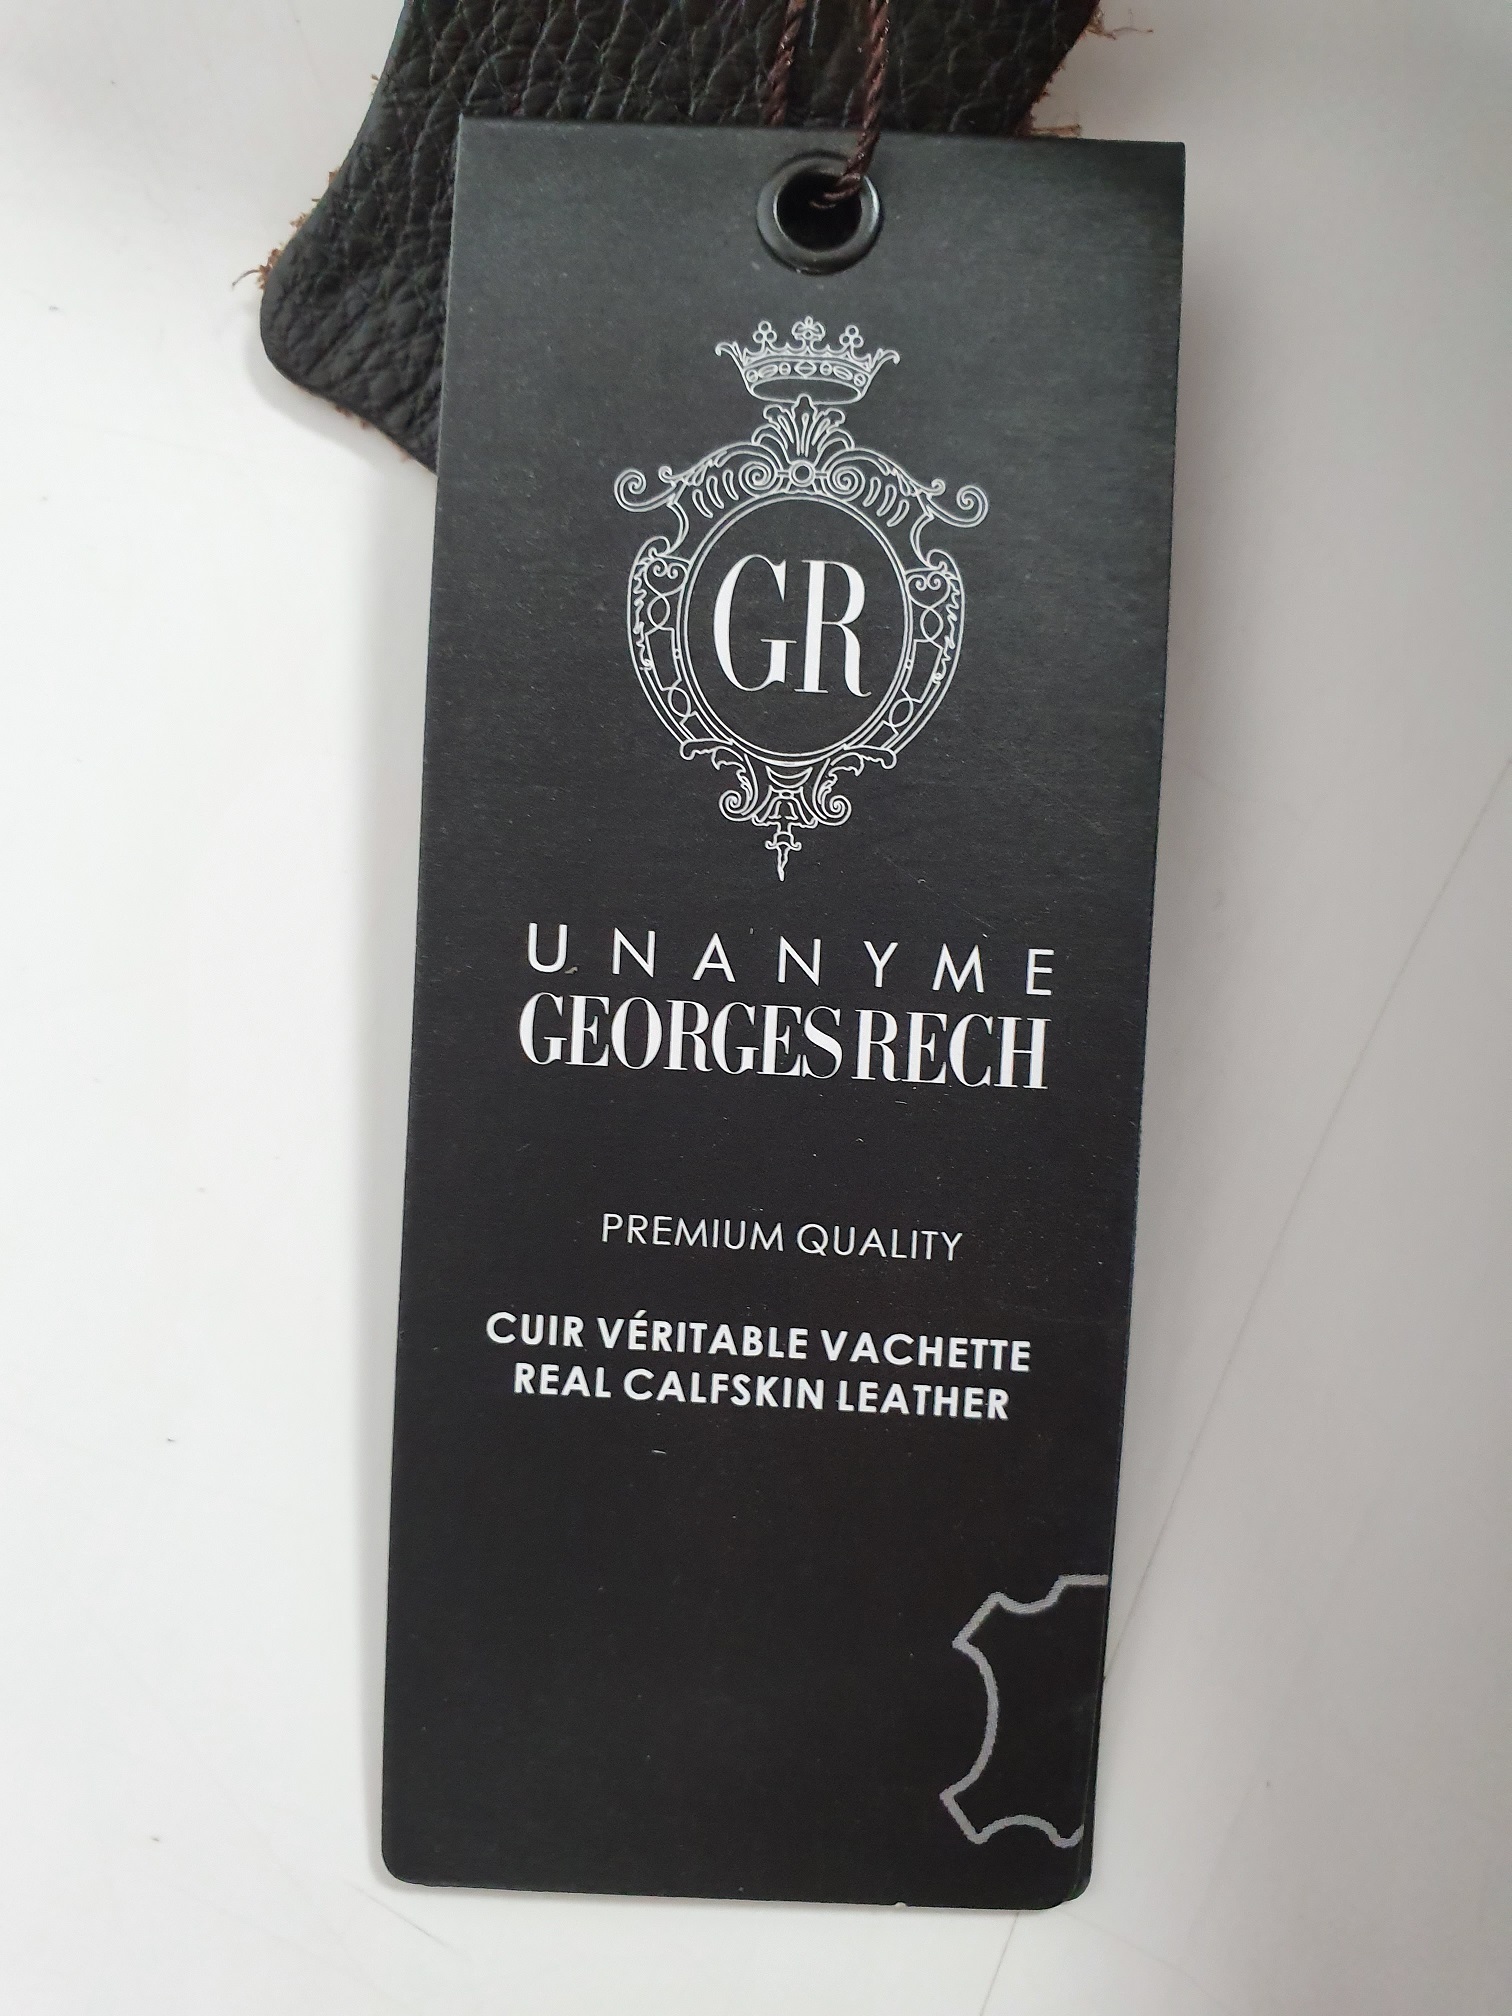 GR
UNANYME
GEORGES RECH
PREMIUM QUALITY
CUIR VÉRITABLE VACHETTE
REAL CALFSKIN LEATHER